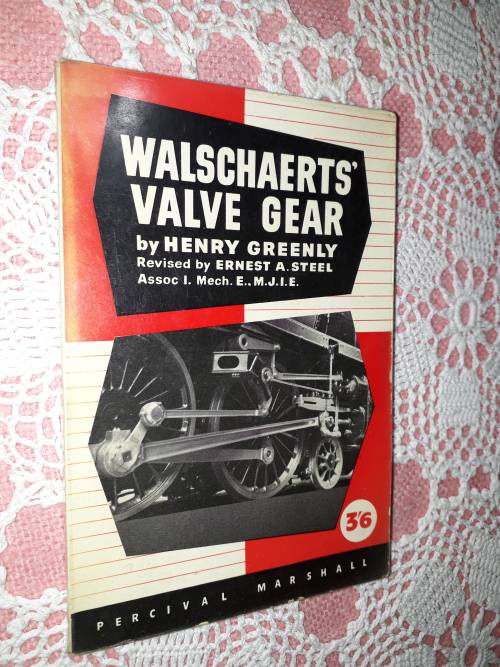 WALSCHAERTS'
VALVE GEAR
by HENRY GREENLY
Revised by ERNEST A. STEEL
Assoc I. Mech. E., M.J.I.E.
3'6
PERCIVAL MARSHALL